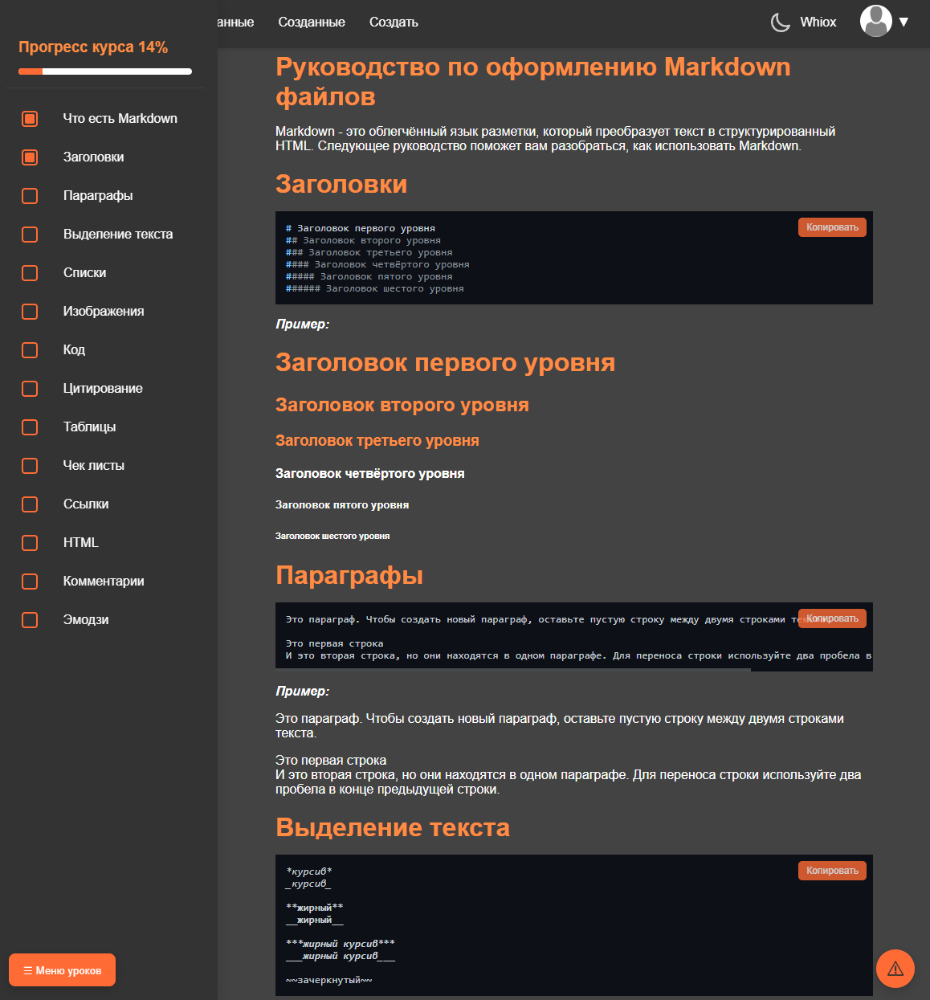 анные
Созданные
Создать
Whiox
Прогресс курса 14%
Что есть Markdown
Заголовки
Параграфы
Выделение текста
Списки
Изображения
Код
Цитирование
Таблицы
Чек листы
Ссылки
HTML
Комментарии
Эмодзи
☰ Меню уроков
Руководство по оформлению Markdown
файлов
Markdown - это облегчённый язык разметки, который преобразует текст в структурированный
HTML. Следующее руководство поможет вам разобраться, как использовать Markdown.
Заголовки
Копировать
# Заголовок первого уровня
## Заголовок второго уровня
### Заголовок третьего уровня
#### Заголовок четвёртого уровня
##### Заголовок пятого уровня
###### Заголовок шестого уровня
Пример:
Заголовок первого уровня
Заголовок второго уровня
Заголовок третьего уровня
Заголовок четвёртого уровня
Заголовок пятого уровня
Заголовок шестого уровня
Параграфы
Копировать
Это параграф. Чтобы создать новый параграф, оставьте пустую строку между двумя строками
Это первая строка
И это вторая строка, но они находятся в одном параграфе. Для переноса строки используйте два пробела в
Пример:
Это параграф. Чтобы создать новый параграф, оставьте пустую строку между двумя строками
текста.
Это первая строка
И это вторая строка, но они находятся в одном параграфе. Для переноса строки используйте два
пробела в конце предыдущей строки.
Выделение текста
Копировать
*курсив*
_курсив_
**жирный**
__жирный__
***жирный курсив***
___жирный курсив___
~~зачеркнутый~~